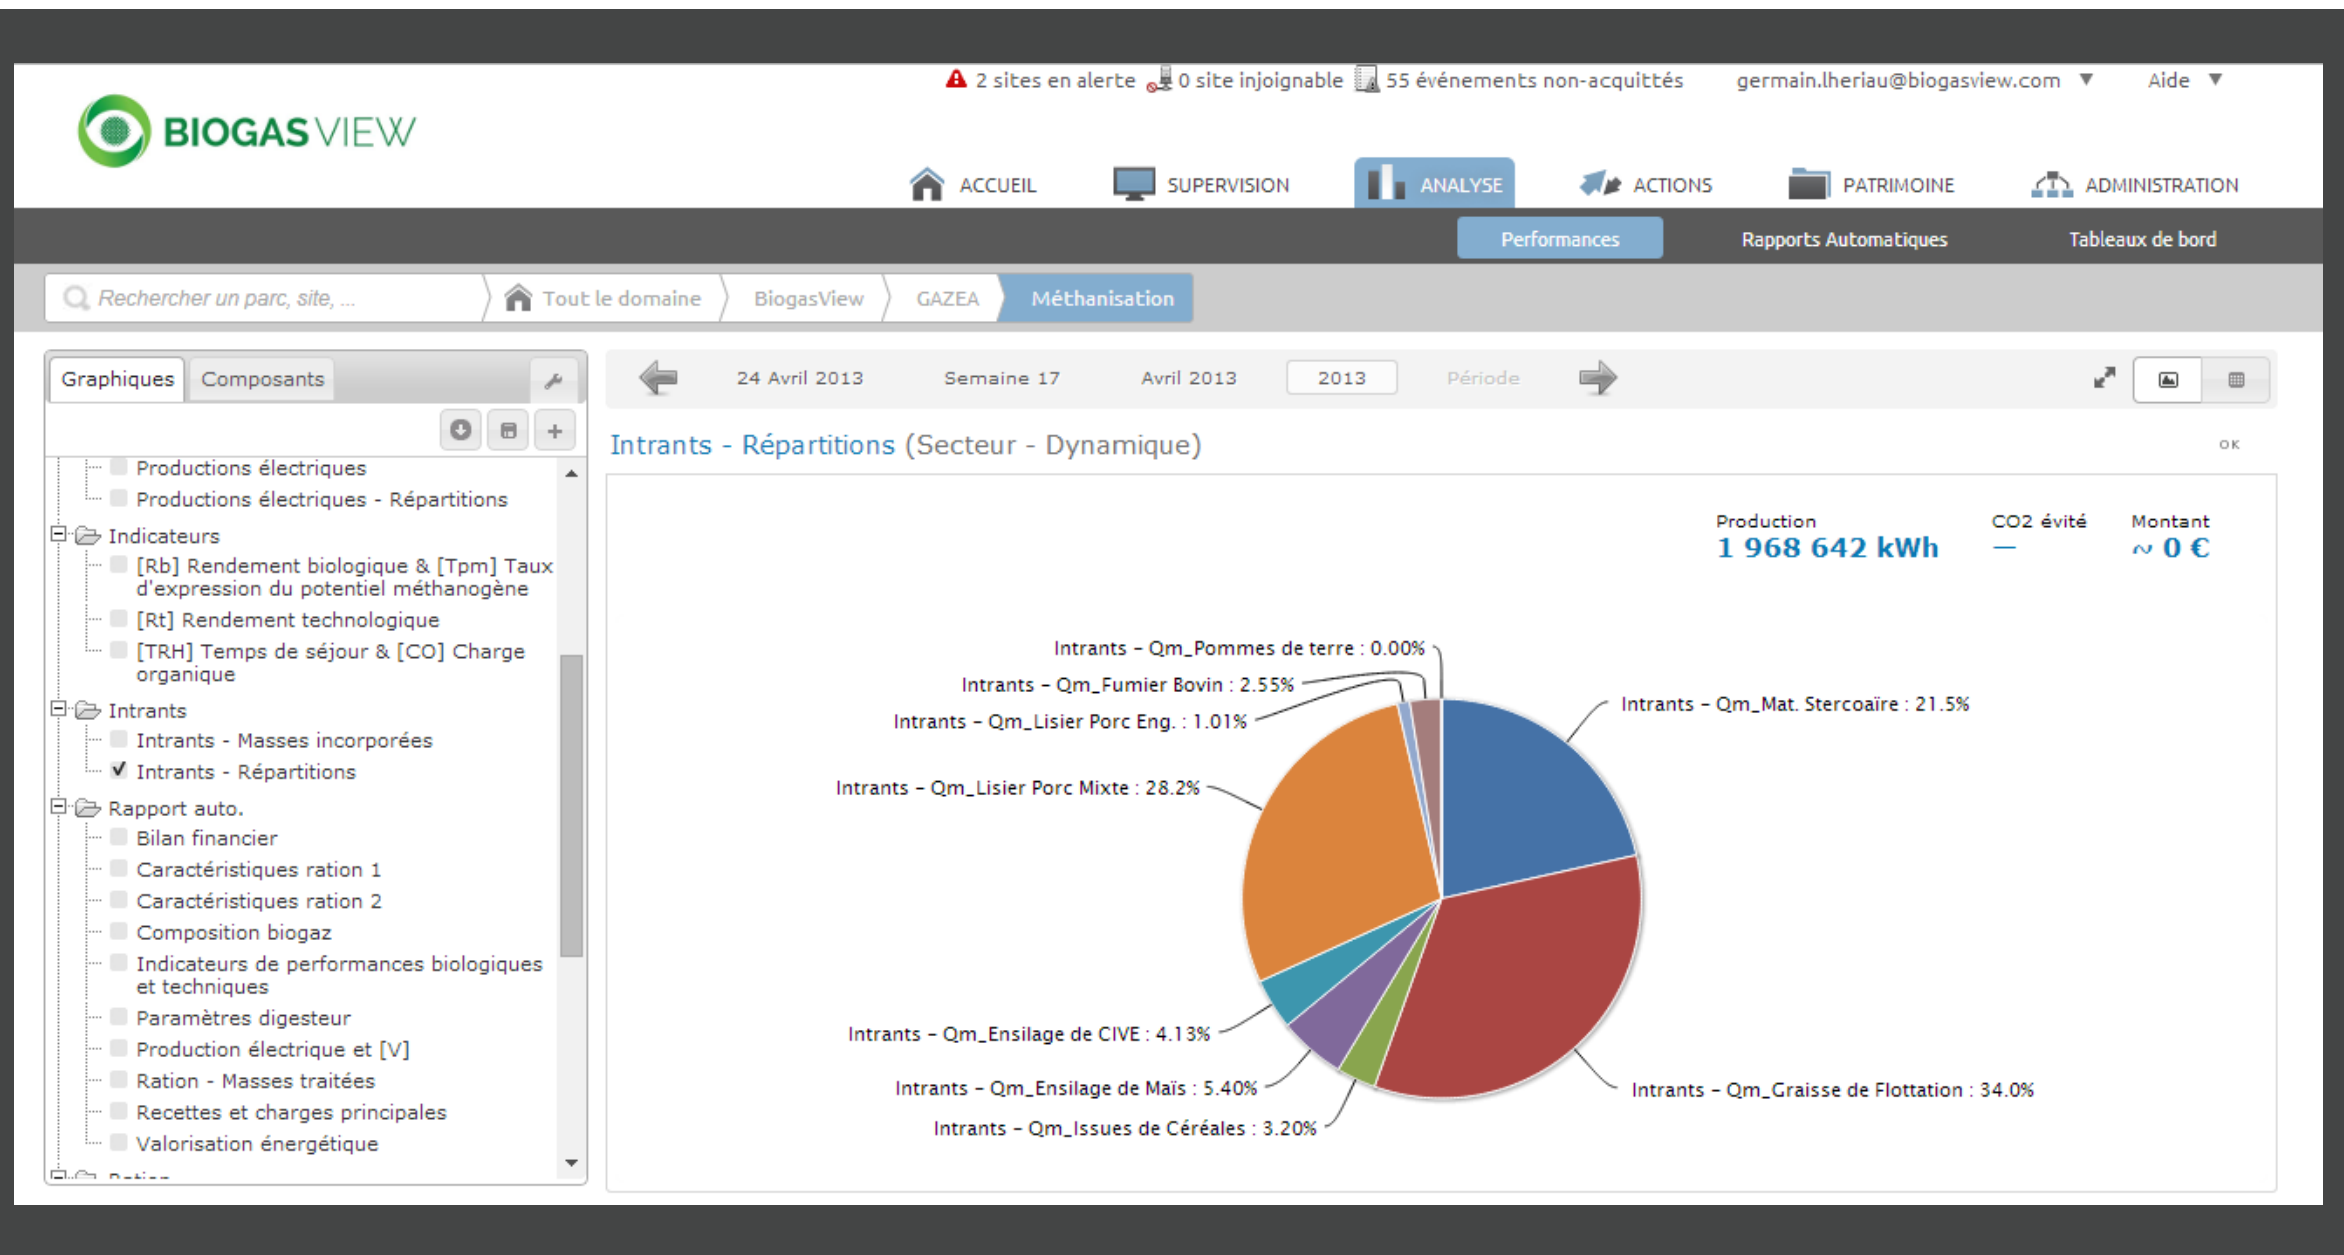 2 sites en alerte 0 site injoignable 55 événements non-acquittés germain.lheriau@biogasview.com ▼ Aide ▼
BIOGAS VIEW
ACCUEIL SUPERVISION ANALYSE ACTIONS PATRIMOINE ADMINISTRATION
Performances Rapports Automatiques Tableaux de bord
Rechercher un parc, site, ... Tout le domaine BiogasView GAZEA Méthanisation
Graphiques Composants
Productions électriques
Productions électriques - Répartitions
Indicateurs
[Rb] Rendement biologique & [Tpm] Taux
d'expression du potentiel méthanogène
[Rt] Rendement technologique
[TRH] Temps de séjour & [CO] Charge
organique
Intrants
Intrants - Masses incorporées
Intrants - Répartitions
Rapport auto.
Bilan financier
Caractéristiques ration 1
Caractéristiques ration 2
Composition biogaz
Indicateurs de performances biologiques
et techniques
Paramètres digesteur
Production électrique et [V]
Ration - Masses traitées
Recettes et charges principales
Valorisation énergétique
24 Avril 2013 Semaine 17 Avril 2013 2013 Période
Intrants - Répartitions (Secteur - Dynamique)
OK
Production CO2 évité Montant
1 968 642 kWh — ~ 0 €
Intrants - Qm_Pommes de terre : 0.00%
Intrants - Qm_Fumier Bovin : 2.55%
Intrants - Qm_Mat. Stercoaïre : 21.5%
Intrants - Qm_Lisier Porc Eng. : 1.01%
Intrants - Qm_Lisier Porc Mixte : 28.2%
Intrants - Qm_Ensilage de CIVE : 4.13%
Intrants - Qm_Ensilage de Maïs : 5.40%
Intrants - Qm_Graisse de Flottation : 34.0%
Intrants - Qm_Issues de Céréales : 3.20%